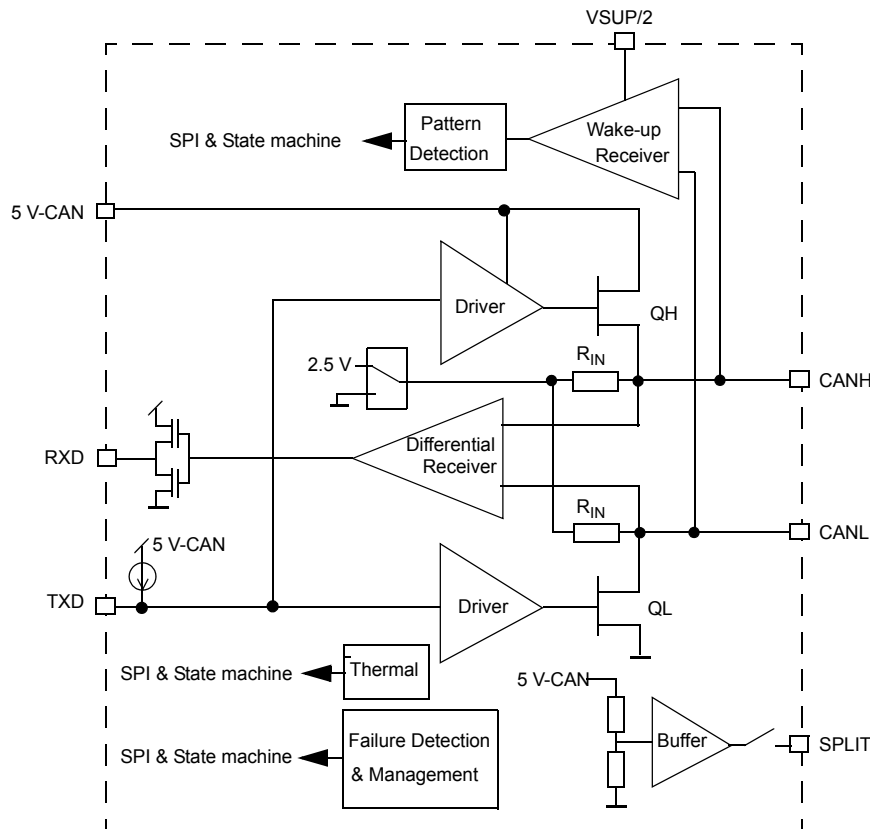 VSUP/2
SPI & State machine
Pattern
Detection
Wake-up
Receiver
5 V-CAN
Driver
QH
2.5 V
RIN
CANH
RXD
Differential
Receiver
RIN
CANL
5 V-CAN
TXD
Driver
QL
SPI & State machine
Thermal
5 V-CAN
SPI & State machine
Failure Detection
& Management
Buffer
SPLIT